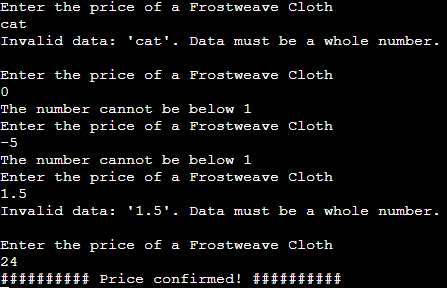 Enter the price of a Frostweave Cloth
cat
Invalid data: 'cat'. Data must be a whole number.
Enter the price of a Frostweave Cloth
0
The number cannot be below 1
Enter the price of a Frostweave Cloth
-5
The number cannot be below 1
Enter the price of a Frostweave Cloth
1.5
Invalid data: '1.5'. Data must be a whole number.
Enter the price of a Frostweave Cloth
24
########## Price confirmed! ##########